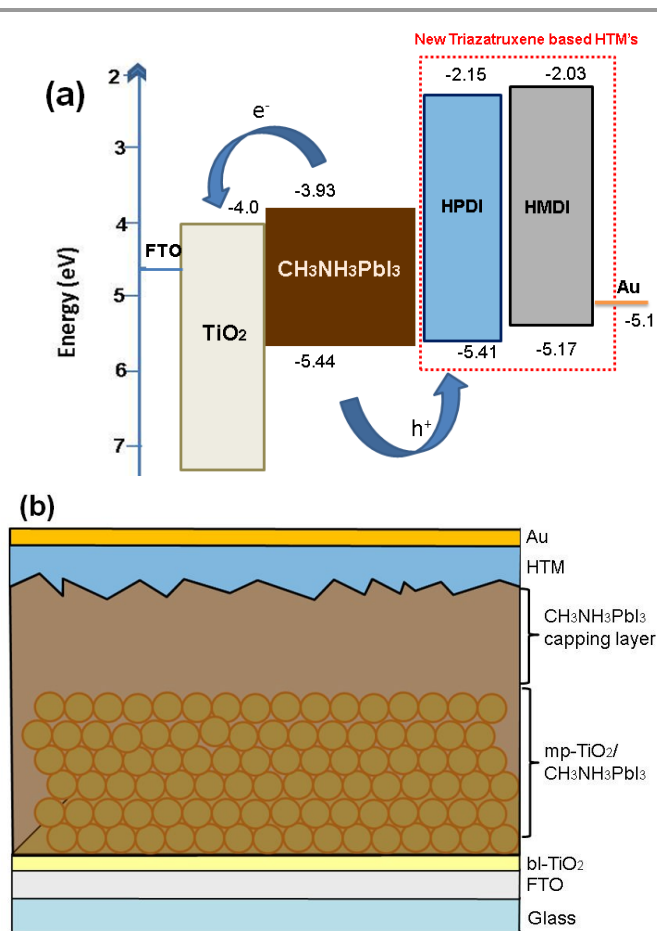 New Triazatruxene based HTM's
(a)
2
3
4
5
6
7
Energy (eV)
e⁻
-2.15
-2.03
-3.93
-4.0
FTO
HPDI
HMDI
CH₃NH₃PbI₃
TiO₂
Au
-5.1
-5.44
-5.41
-5.17
h⁺
(b)
Au
HTM
CH₃NH₃PbI₃
capping layer
mp-TiO₂/
CH₃NH₃PbI₃
bl-TiO₂
FTO
Glass